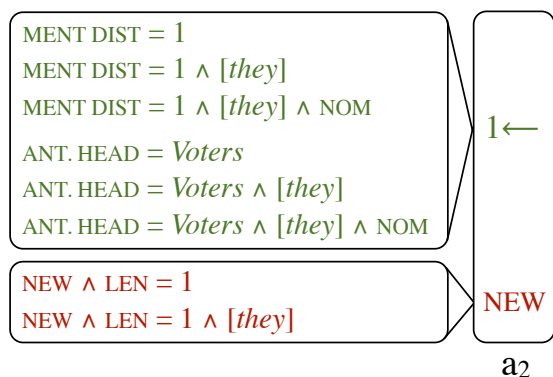 MENT DIST = 1
MENT DIST = 1 ∧ [they]
MENT DIST = 1 ∧ [they] ∧ NOM
ANT. HEAD = Voters
ANT. HEAD = Voters ∧ [they]
ANT. HEAD = Voters ∧ [they] ∧ NOM
1←
NEW ∧ LEN = 1
NEW ∧ LEN = 1 ∧ [they]
NEW
a₂